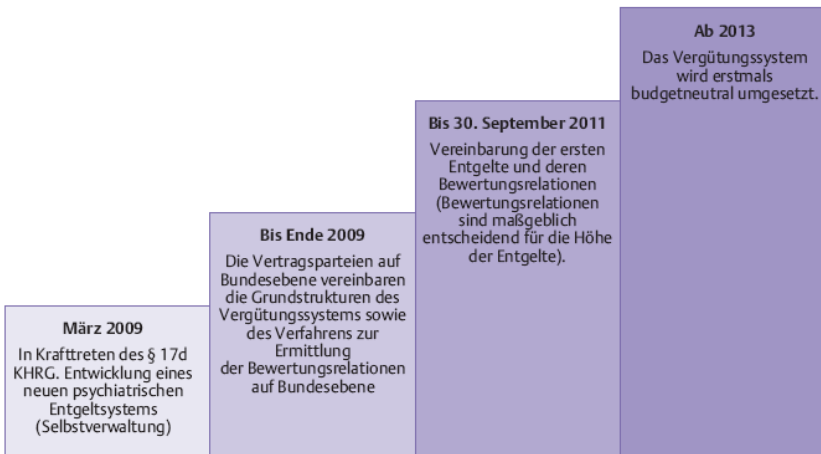 März 2009
In Krafttreten des § 17d
KHRG. Entwicklung eines
neuen psychiatrischen
Entgeltsystems
(Selbstverwaltung)
Bis Ende 2009
Die Vertragsparteien auf
Bundesebene vereinbaren
die Grundstrukturen des
Vergütungssystems sowie
des Verfahrens zur
Ermittlung
der Bewertungsrelationen
auf Bundesebene
Bis 30. September 2011
Vereinbarung der ersten
Entgelte und deren
Bewertungsrelationen
(Bewertungsrelationen
sind maßgeblich
entscheidend für die Höhe
der Entgelte).
Ab 2013
Das Vergütungssystem
wird erstmals
budgetneutral umgesetzt.